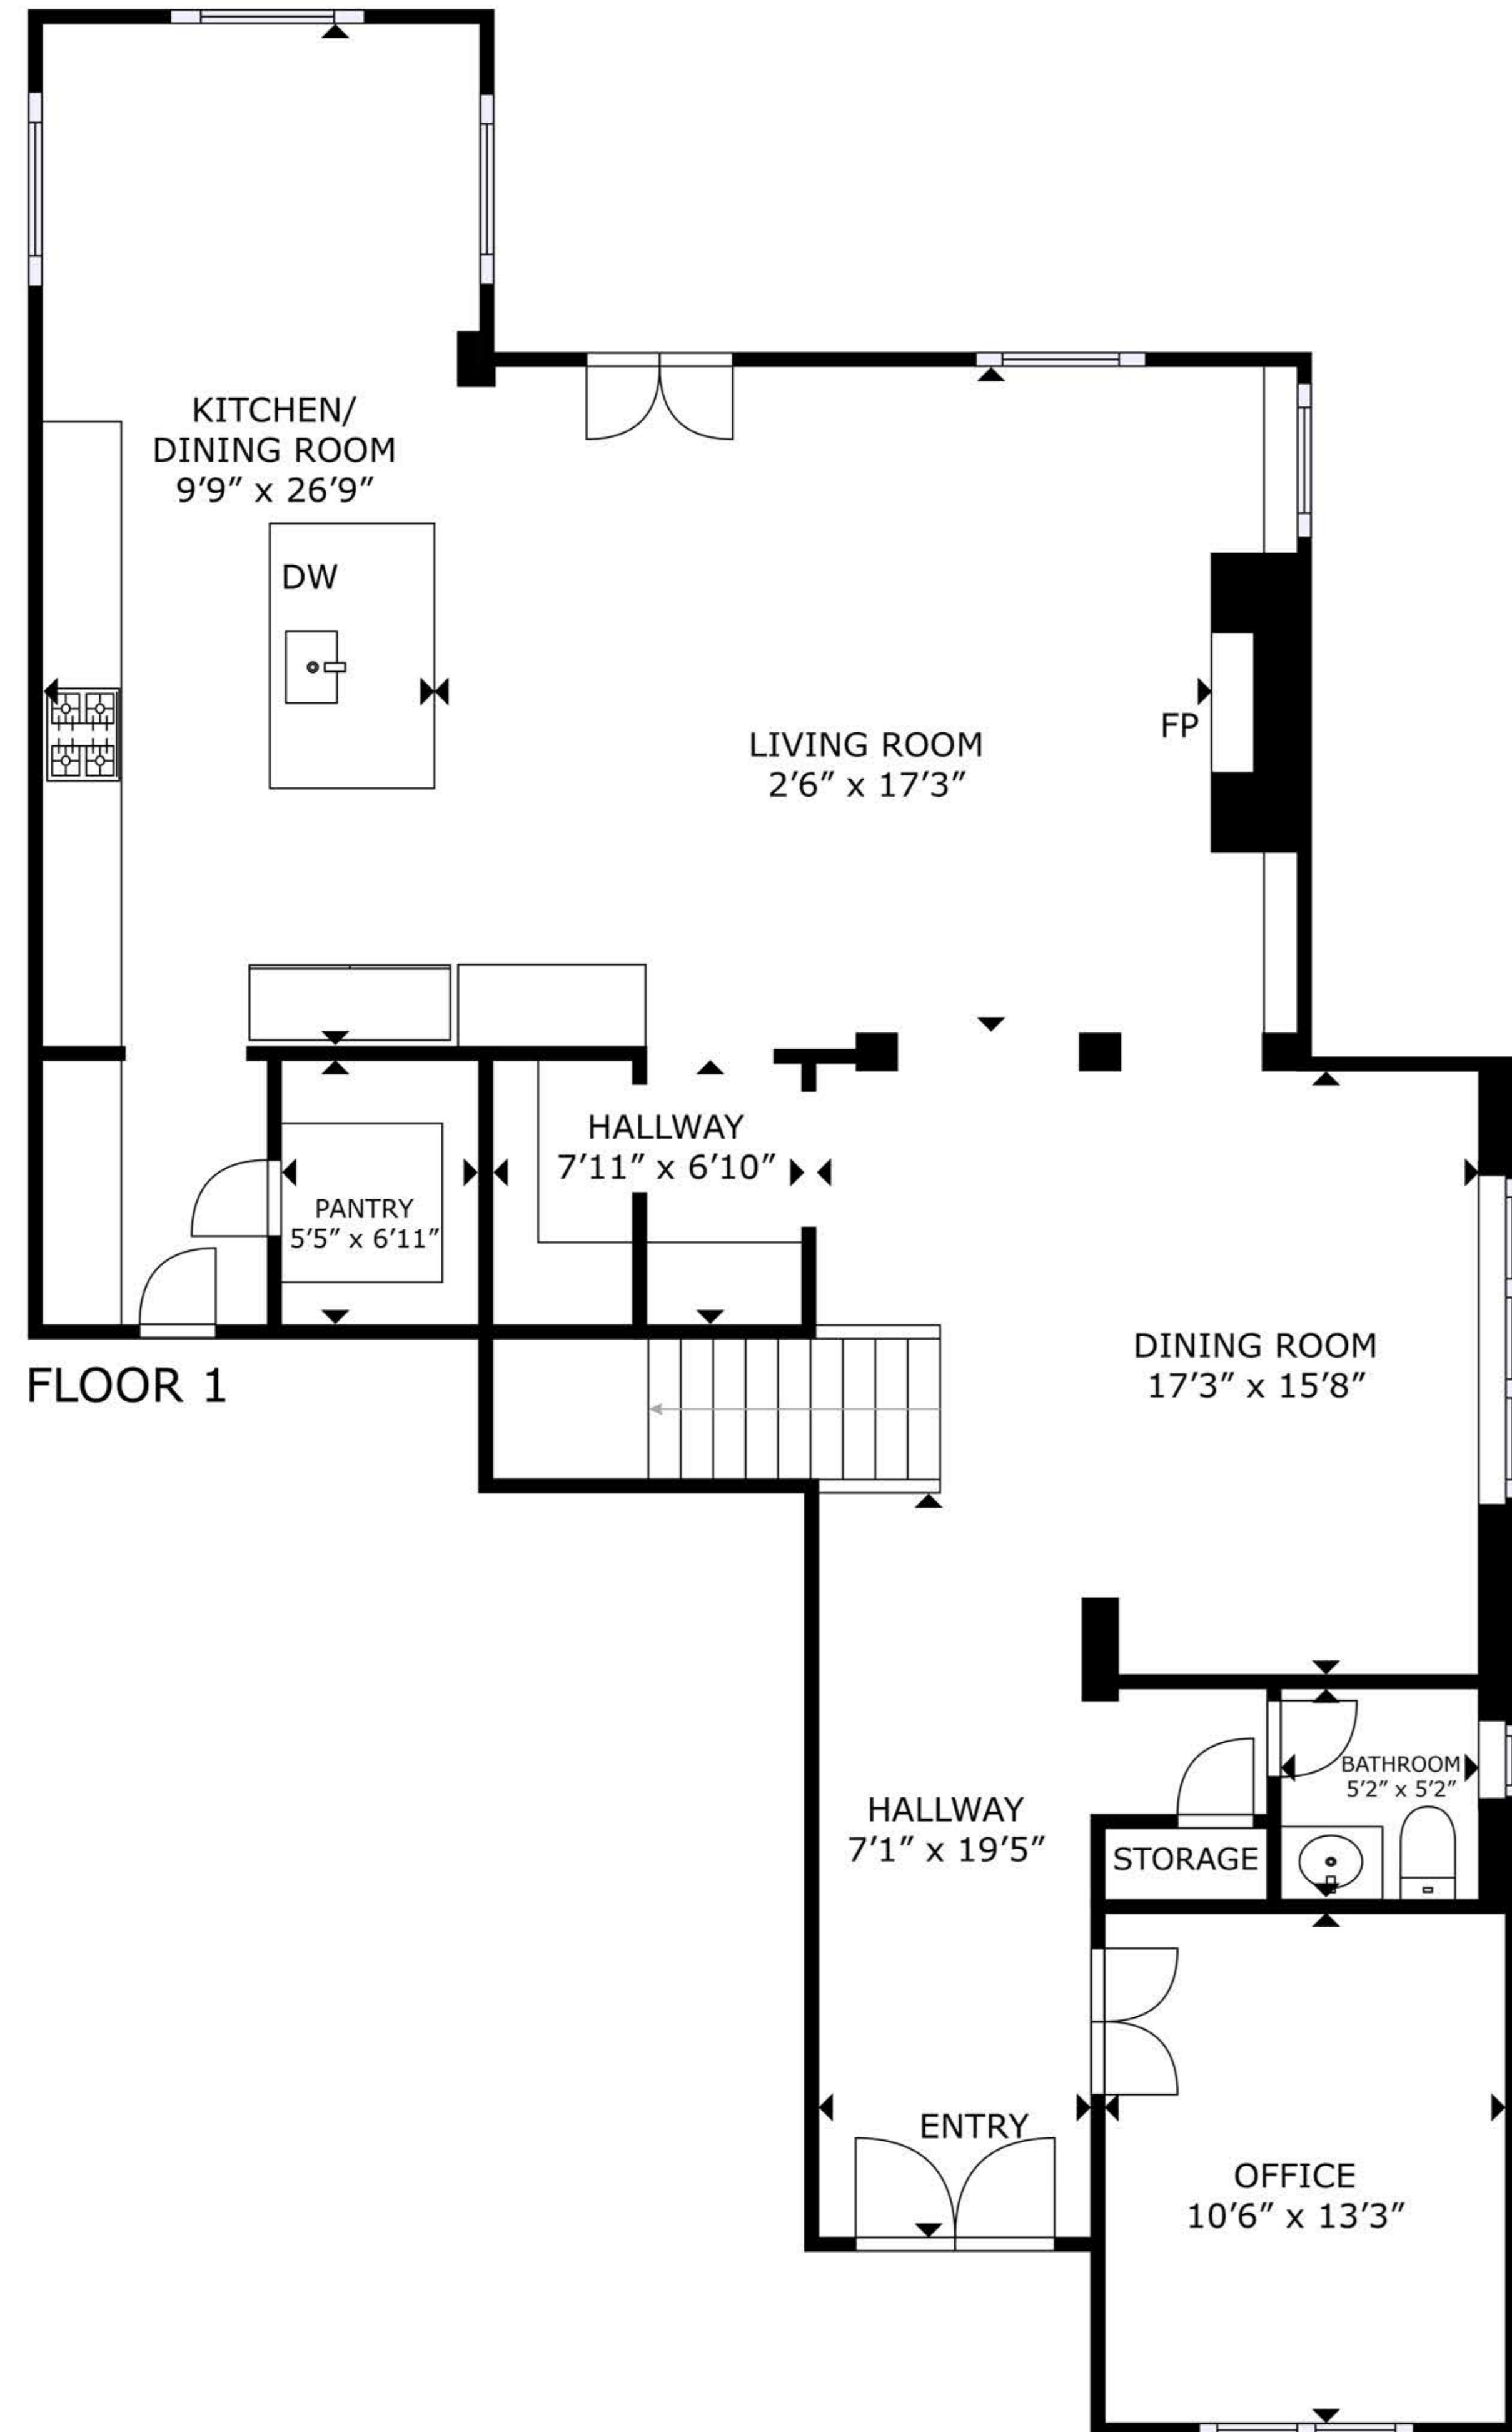 KITCHEN/
DINING ROOM
9'9" x 26'9"
DW
LIVING ROOM
2'6" x 17'3"
FP
HALLWAY
7'11" x 6'10"
PANTRY
5'5" x 6'11"
FLOOR 1
DINING ROOM
17'3" x 15'8"
BATHROOM
5'2" x 5'2"
HALLWAY
7'1" x 19'5"
STORAGE
ENTRY
OFFICE
10'6" x 13'3"